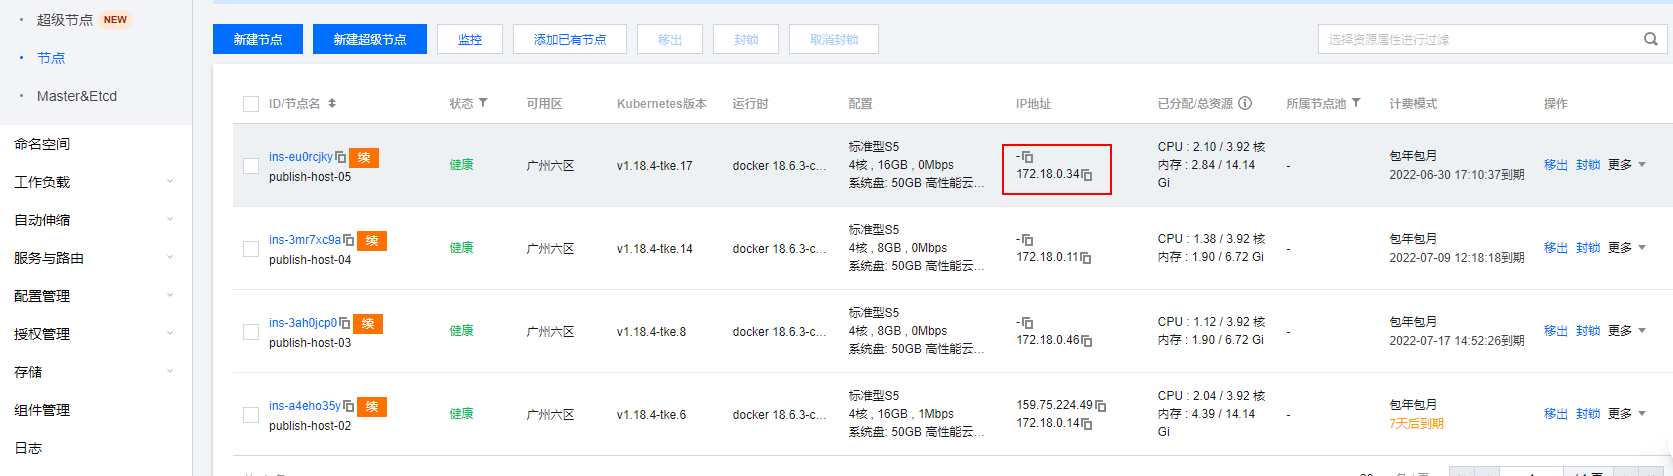 超级节点 NEW
节点
Master&Etcd
命名空间
工作负载
自动伸缩
服务与路由
配置管理
授权管理
存储
组件管理
日志
新建节点 新建超级节点 监控 添加已有节点 移出 封锁 取消封锁 选择资源属性进行过滤
ID/节点名 状态 可用区 Kubernetes版本 运行时 配置 IP地址 已分配/总资源 所属节点池 计费模式 操作
ins-eu0rcjky 续
publish-host-05
健康
广州六区
v1.18.4-tke.17
docker 18.6.3-c...
标准型S5
4核 , 16GB , 0Mbps
系统盘: 50GB 高性能云...
-
172.18.0.34
CPU : 2.10 / 3.92 核
内存 : 2.84 / 14.14
Gi
-
包年包月
2022-06-30 17:10:37到期
移出 封锁 更多
ins-3mr7xc9a 续
publish-host-04
健康
广州六区
v1.18.4-tke.14
docker 18.6.3-c...
标准型S5
4核 , 8GB , 0Mbps
系统盘: 50GB 高性能云...
-
172.18.0.11
CPU : 1.38 / 3.92 核
内存 : 1.90 / 6.72 Gi
-
包年包月
2022-07-09 12:18:18到期
移出 封锁 更多
ins-3ah0jcp0 续
publish-host-03
健康
广州六区
v1.18.4-tke.8
docker 18.6.3-c...
标准型S5
4核 , 8GB , 0Mbps
系统盘: 50GB 高性能云...
-
172.18.0.46
CPU : 1.12 / 3.92 核
内存 : 1.90 / 6.72 Gi
-
包年包月
2022-07-17 14:52:26到期
移出 封锁 更多
ins-a4eho35y 续
publish-host-02
健康
广州六区
v1.18.4-tke.6
docker 18.6.3-c...
标准型S5
4核 , 16GB , 1Mbps
系统盘: 50GB 高性能云...
159.75.224.49
172.18.0.14
CPU : 2.04 / 3.92 核
内存 : 4.39 / 14.14
Gi
-
包年包月
7天后到期
移出 封锁 更多